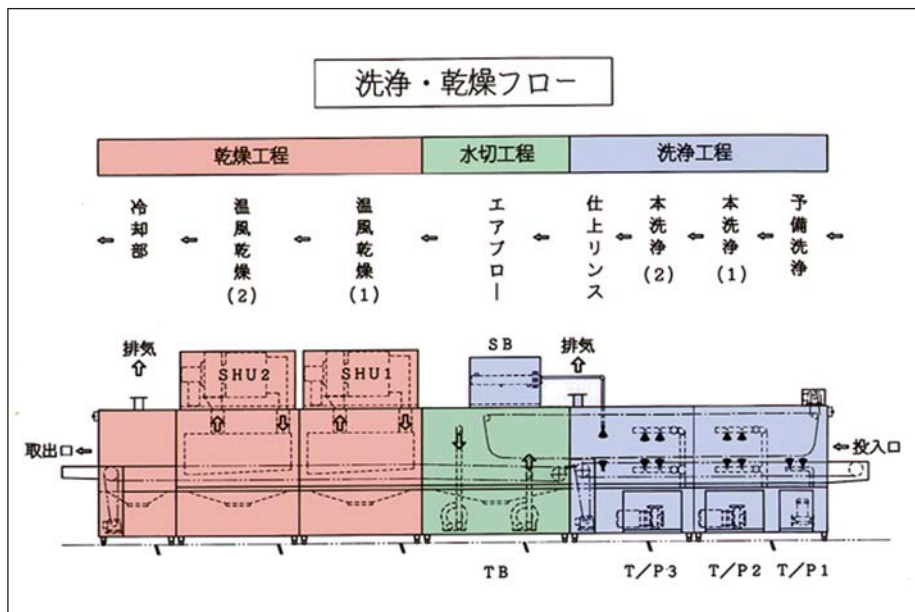 洗浄・乾燥フロー
乾燥工程
水切工程
洗浄工程
冷却部
温風乾燥(2)
温風乾燥(1)
エアブロー
仕上リンス
本洗浄(2)
本洗浄(1)
予備洗浄
排気
SHU2
SHU1
SB
排気
取出口
投入口
TB
T/P3
T/P2
T/P1